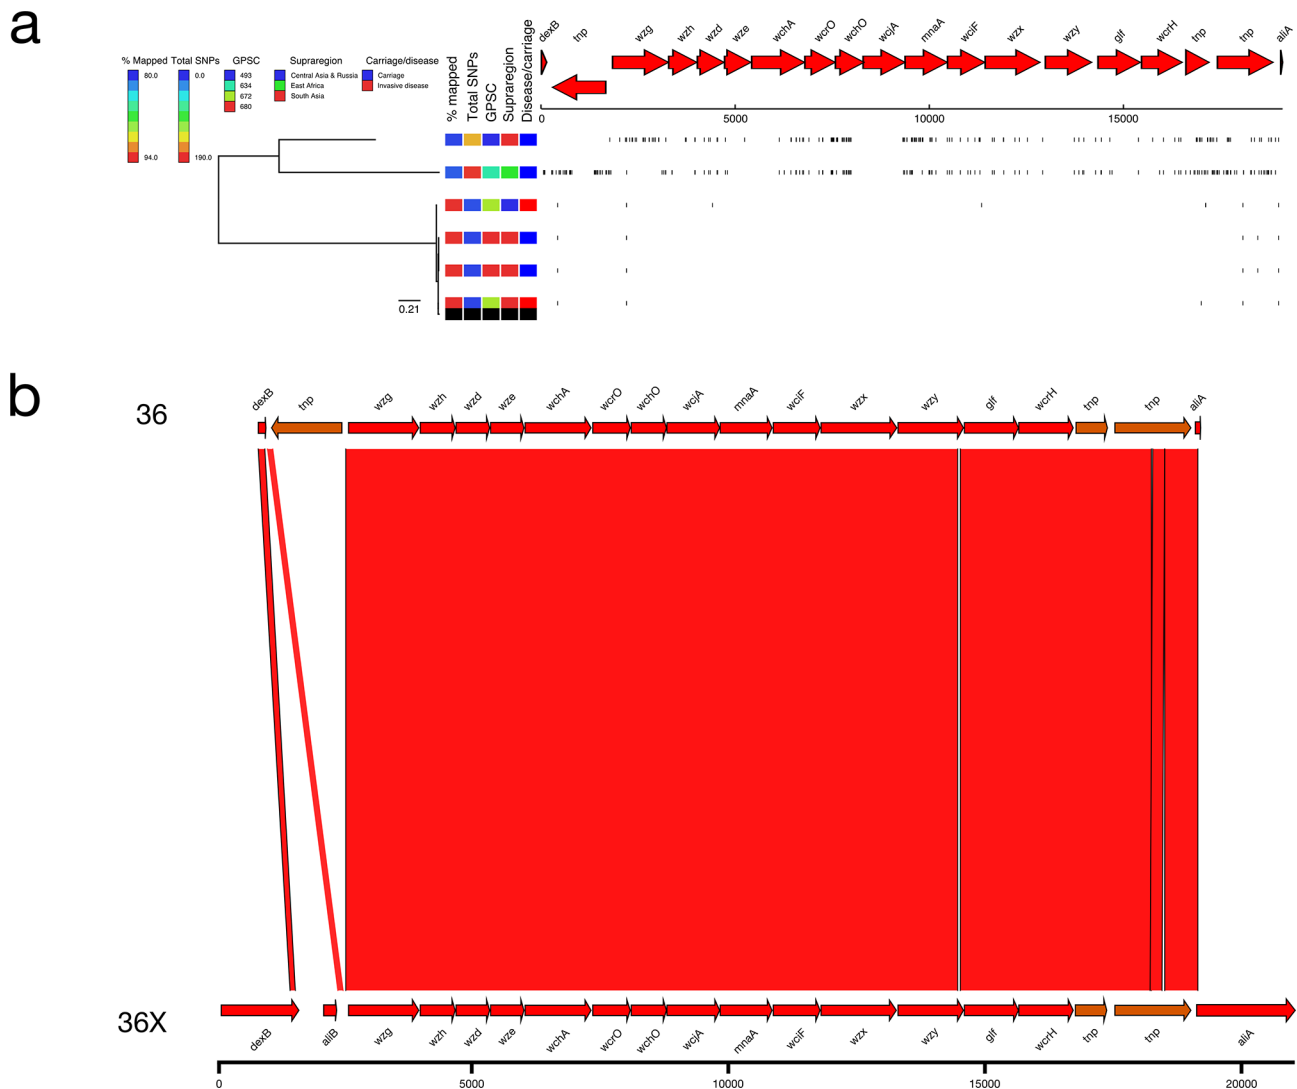 a
dexB tnp wzg wzh wzd wze wchA wcrO wchO wcjA mnaA wciF wzx wzy glf wcrH tnp tnp aliA
% Mapped Total SNPs GPSC Supraregion Carriage/disease
80.0 0.0 493 Central Asia & Russia Carriage
634 East Africa Invasive disease
672 South Asia
680
94.0 190.0
% mapped
Total SNPs
GPSC
Supraregion
Disease/carriage
0 5000 10000 15000
0.21
b
36
dexB tnp wzg wzh wzd wze wchA wcrO wchO wcjA mnaA wciF wzx wzy glf wcrH tnp tnp aliA
36X
dexB aliB wzg wzh wzd wze wchA wcrO wchO wcjA mnaA wciF wzx wzy glf wcrH tnp tnp aliA
0 5000 10000 15000 20000